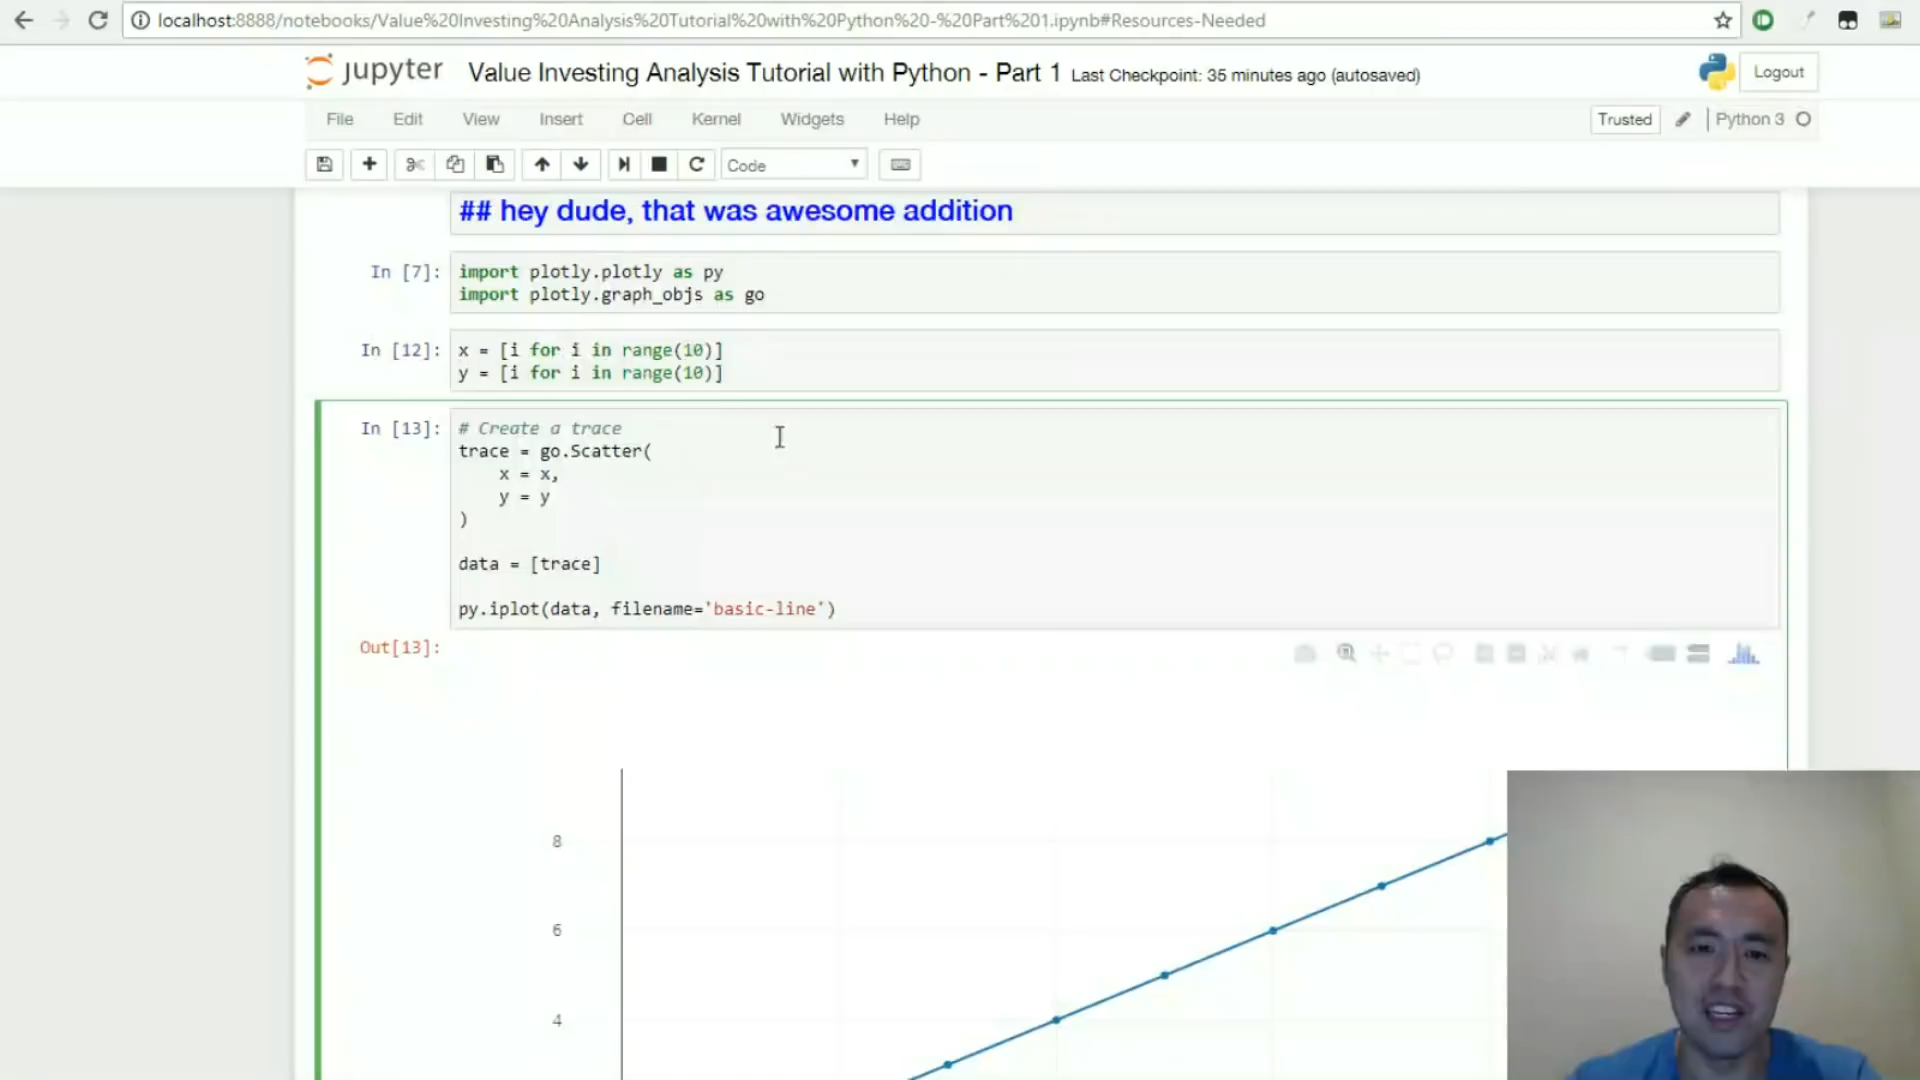 localhost:8888/notebooks/Value%20Investing%20Analysis%20Tutorial%20with%20Python%20-%20Part%201.ipynb#Resources-Needed
jupyter Value Investing Analysis Tutorial with Python - Part 1 Last Checkpoint: 35 minutes ago (autosaved) Logout
File Edit View Insert Cell Kernel Widgets Help Trusted Python 3
Code
## hey dude, that was awesome addition
In [7]: import plotly.plotly as py
import plotly.graph_objs as go
In [12]: x = [i for i in range(10)]
y = [i for i in range(10)]
In [13]: # Create a trace
trace = go.Scatter(
x = x,
y = y
)
data = [trace]
py.iplot(data, filename='basic-line')
Out[13]:
8
6
4